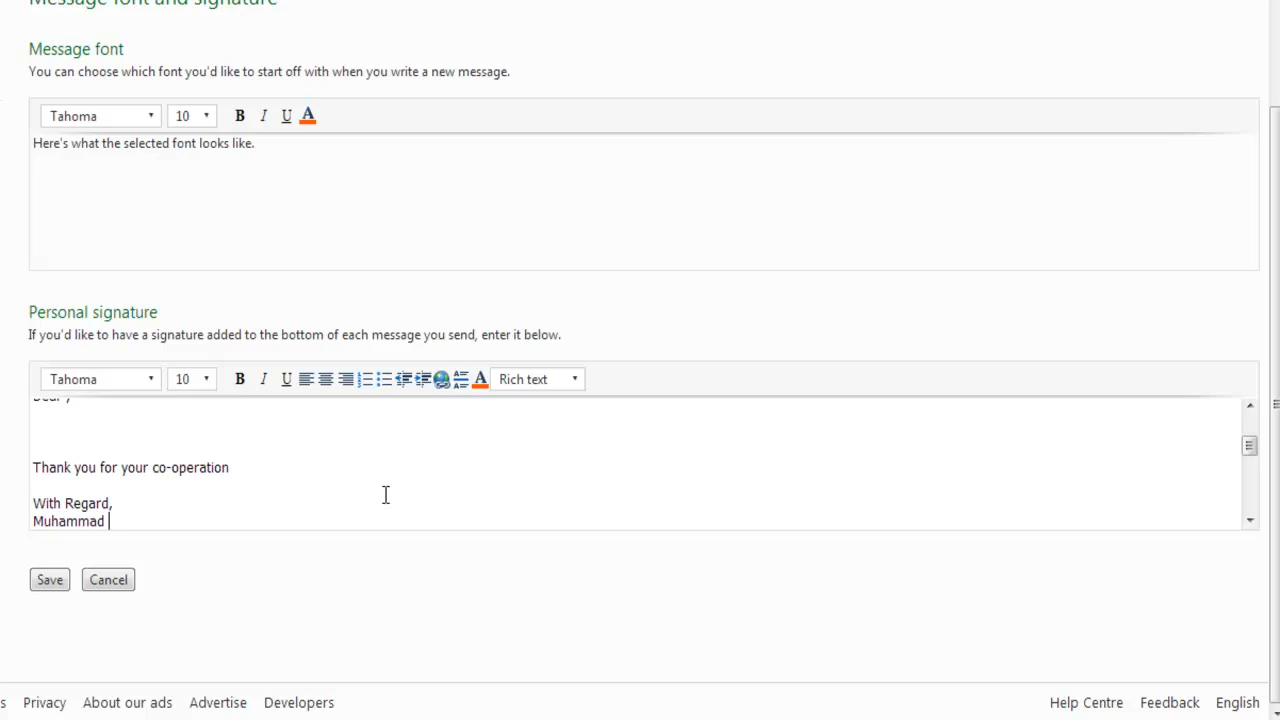 Message font and signature
Message font
You can choose which font you'd like to start off with when you write a new message.
Tahoma 10 B I U A
Here's what the selected font looks like.
Personal signature
If you'd like to have a signature added to the bottom of each message you send, enter it below.
Tahoma 10 B I U A Rich text
Dear ,
Thank you for your co-operation
With Regard,
Muhammad
Save Cancel
Privacy About our ads Advertise Developers Help Centre Feedback English